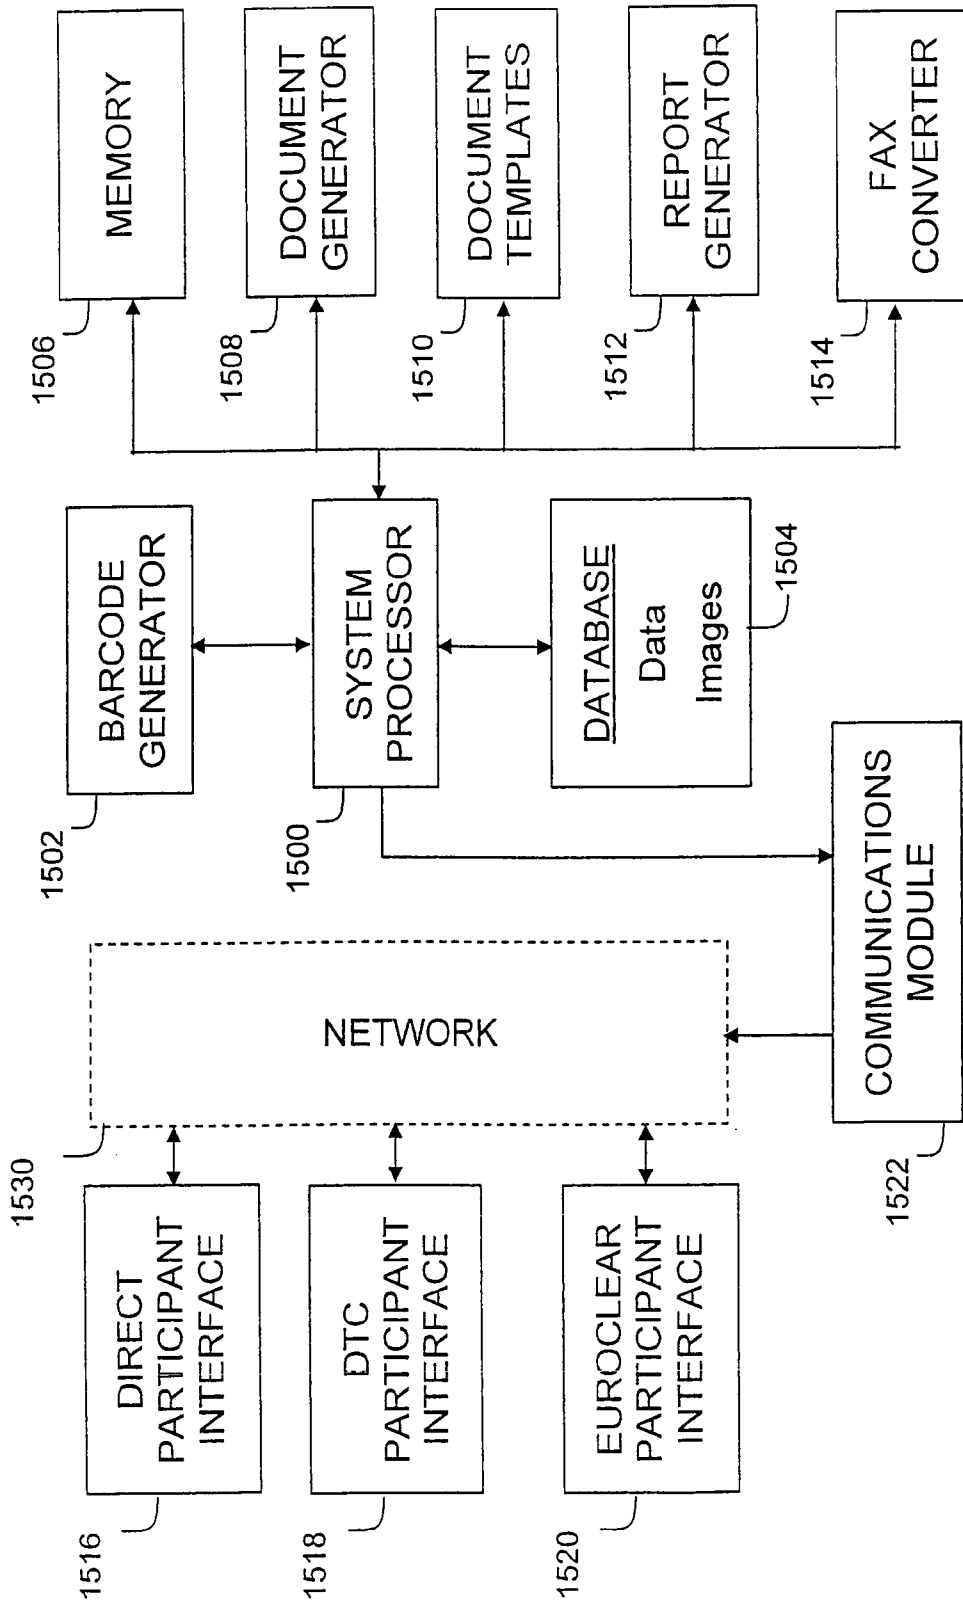 1530
NETWORK
1516
DIRECT
PARTICIPANT
INTERFACE
1518
DTC
PARTICIPANT
INTERFACE
1520
EUROCLEAR
PARTICIPANT
INTERFACE
1522
COMMUNICATIONS
MODULE
1502
BARCODE
GENERATOR
1500
SYSTEM
PROCESSOR
DATABASE
Data
Images
1504
1506
MEMORY
1508
DOCUMENT
GENERATOR
1510
DOCUMENT
TEMPLATES
1512
REPORT
GENERATOR
1514
FAX
CONVERTER